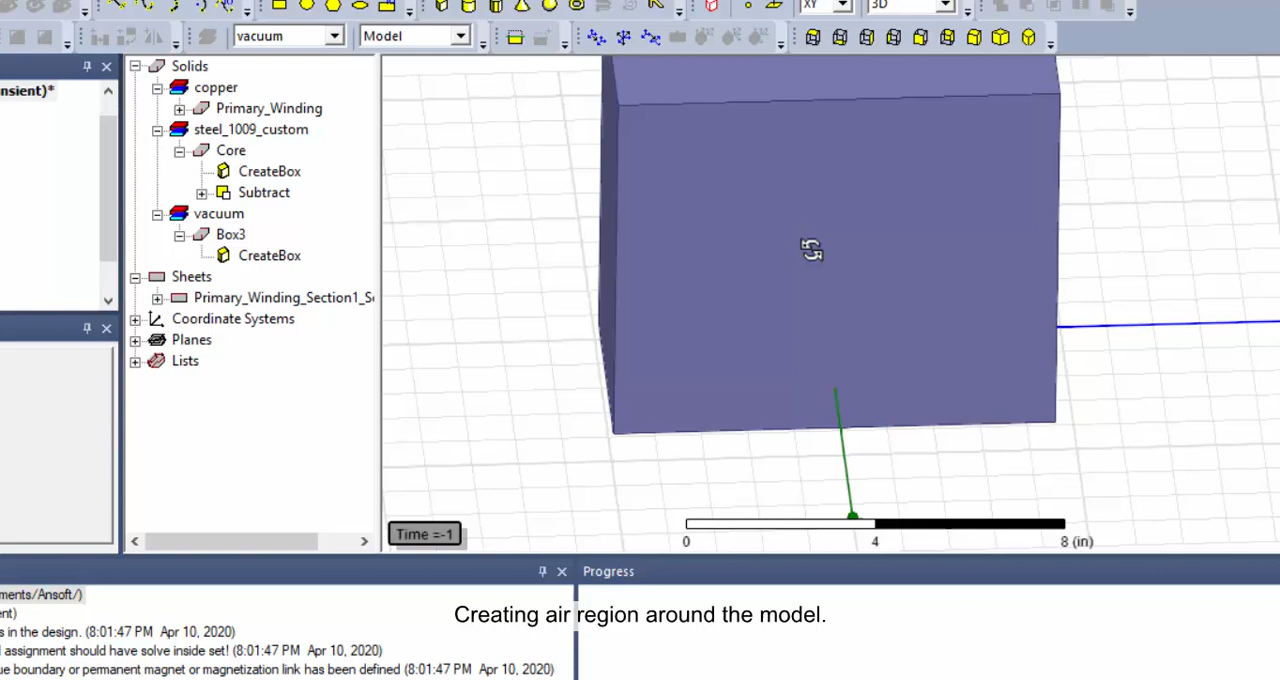 XY
3D
vacuum
Model
nsient)*
Solids
copper
Primary_Winding
steel_1009_custom
Core
CreateBox
Subtract
vacuum
Box3
CreateBox
Sheets
Primary_Winding_Section1_Se
Coordinate Systems
Planes
Lists
Time =-1
0
4
8 (in)
Progress
ments/Ansoft/)
ent)
s in the design. (8:01:47 PM Apr 10, 2020)
l assignment should have solve inside set! (8:01:47 PM Apr 10, 2020)
ue boundary or permanent magnet or magnetization link has been defined (8:01:47 PM Apr 10, 2020)
Creating air region around the model.